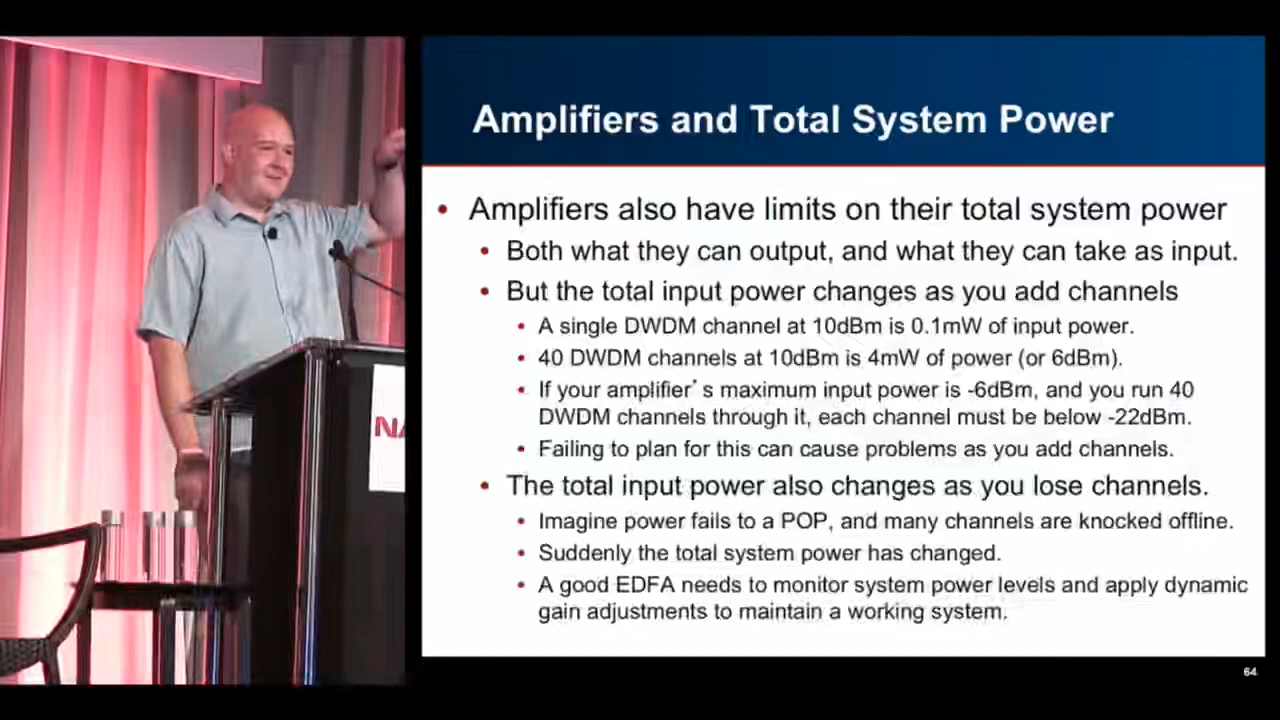 Amplifiers and Total System Power
• Amplifiers also have limits on their total system power
• Both what they can output, and what they can take as input.
• But the total input power changes as you add channels
• A single DWDM channel at 10dBm is 0.1mW of input power.
• 40 DWDM channels at 10dBm is 4mW of power (or 6dBm).
• If your amplifier's maximum input power is -6dBm, and you run 40
DWDM channels through it, each channel must be below -22dBm.
• Failing to plan for this can cause problems as you add channels.
• The total input power also changes as you lose channels.
• Imagine power fails to a POP, and many channels are knocked offline.
• Suddenly the total system power has changed.
• A good EDFA needs to monitor system power levels and apply dynamic
gain adjustments to maintain a working system.
64